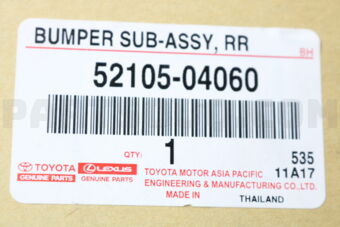 BUMPER SUB-ASSY, RR
BH
52105-04060
QTY: 1
535
11A17
TOYOTA
GENUINE PARTS
LEXUS
GENUINE PARTS
TOYOTA MOTOR ASIA PACIFIC
ENGINEERING & MANUFACTURING CO.,LTD.
MADE IN
THAILAND